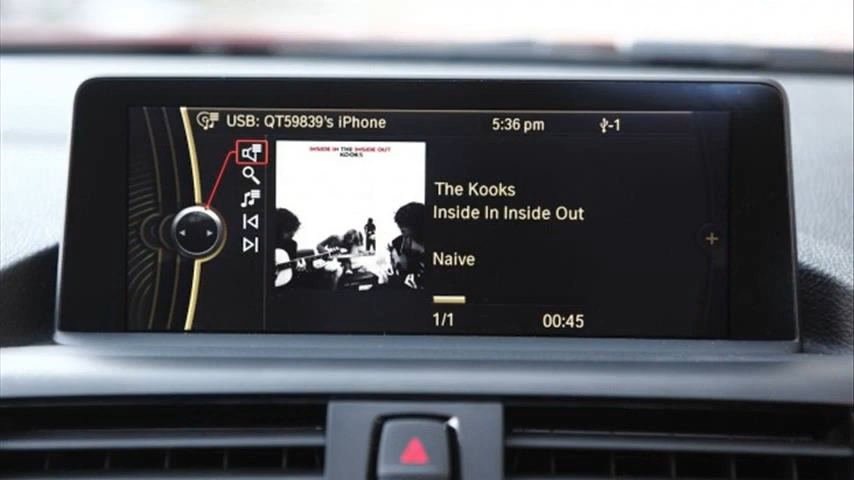 USB: QT59839's iPhone 5:36 pm -1
INSIDE IN THE INSIDE OUT
KOOKS
The Kooks
Inside In Inside Out
Naive
1/1 00:45